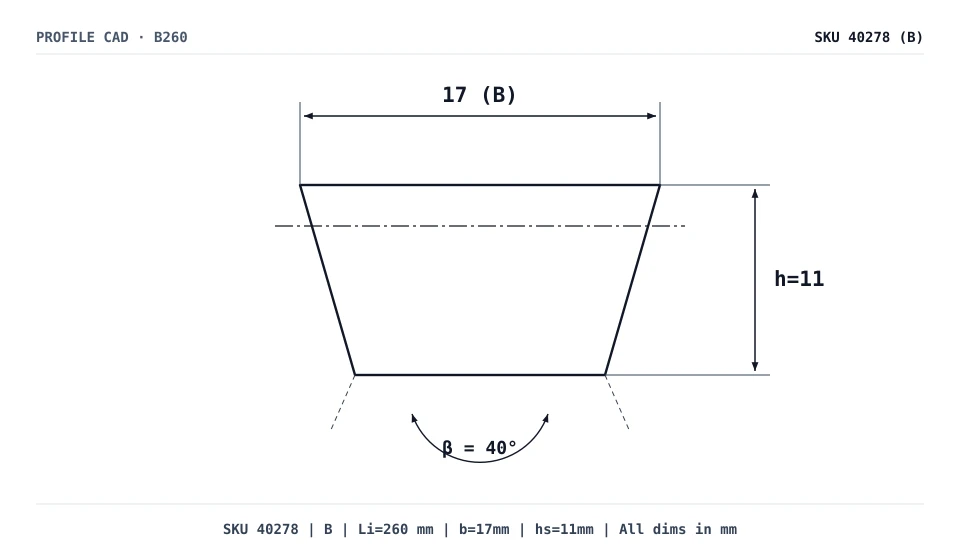 PROFILE CAD · B260
SKU 40278 (B)
17 (B)
h=11
β = 40°
SKU 40278 | B | Li=260 mm | b=17mm | hs=11mm | All dims in mm